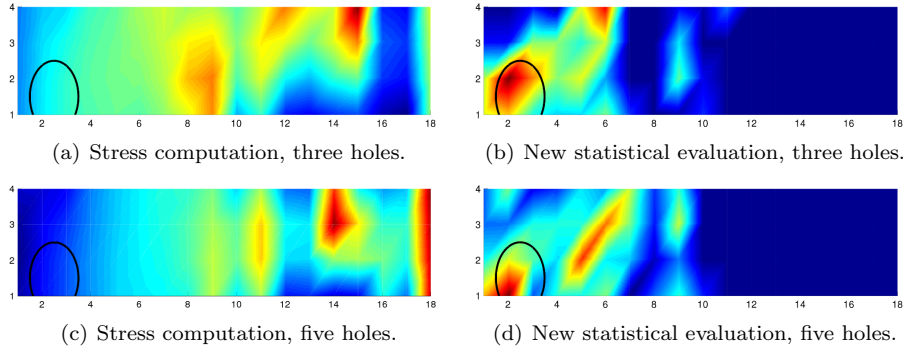 4
3
2
1
2 4 6 8 10 12 14 16 18
4
3
2
1
2 4 6 8 10 12 14 16 18
(a) Stress computation, three holes.
(b) New statistical evaluation, three holes.
4
3
2
1
2 4 6 8 10 12 14 16 18
4
3
2
1
2 4 6 8 10 12 14 16 18
(c) Stress computation, five holes.
(d) New statistical evaluation, five holes.